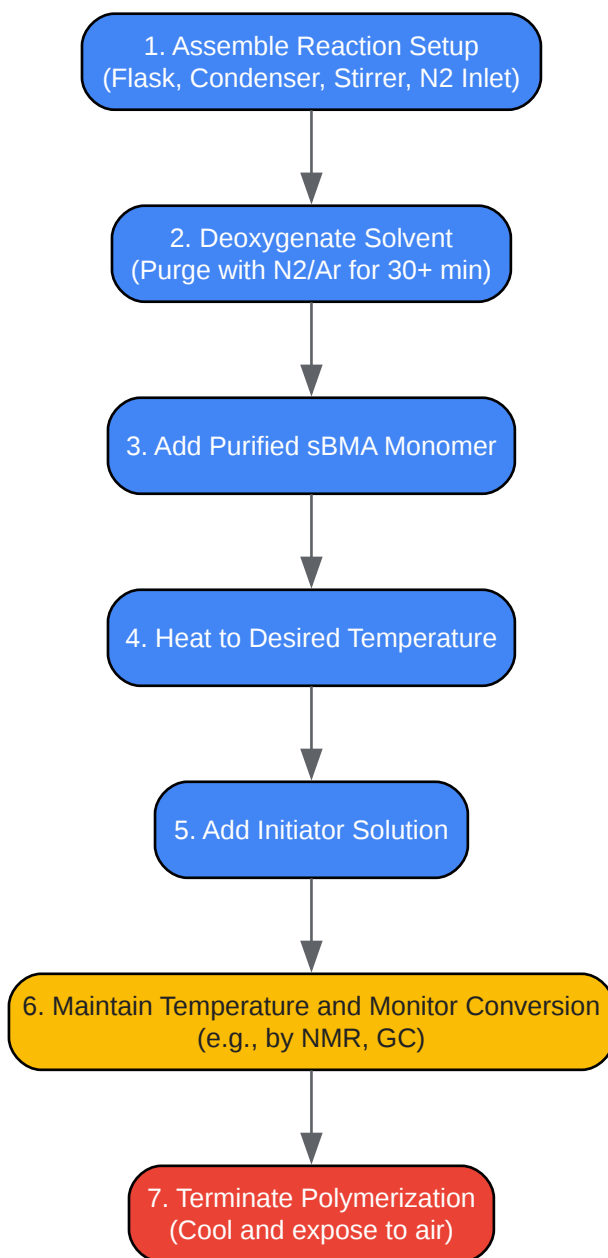 1. Assemble Reaction Setup
(Flask, Condenser, Stirrer, N2 Inlet)
2. Deoxygenate Solvent
(Purge with N2/Ar for 30+ min)
3. Add Purified sBMA Monomer
4. Heat to Desired Temperature
5. Add Initiator Solution
6. Maintain Temperature and Monitor Conversion
(e.g., by NMR, GC)
7. Terminate Polymerization
(Cool and expose to air)